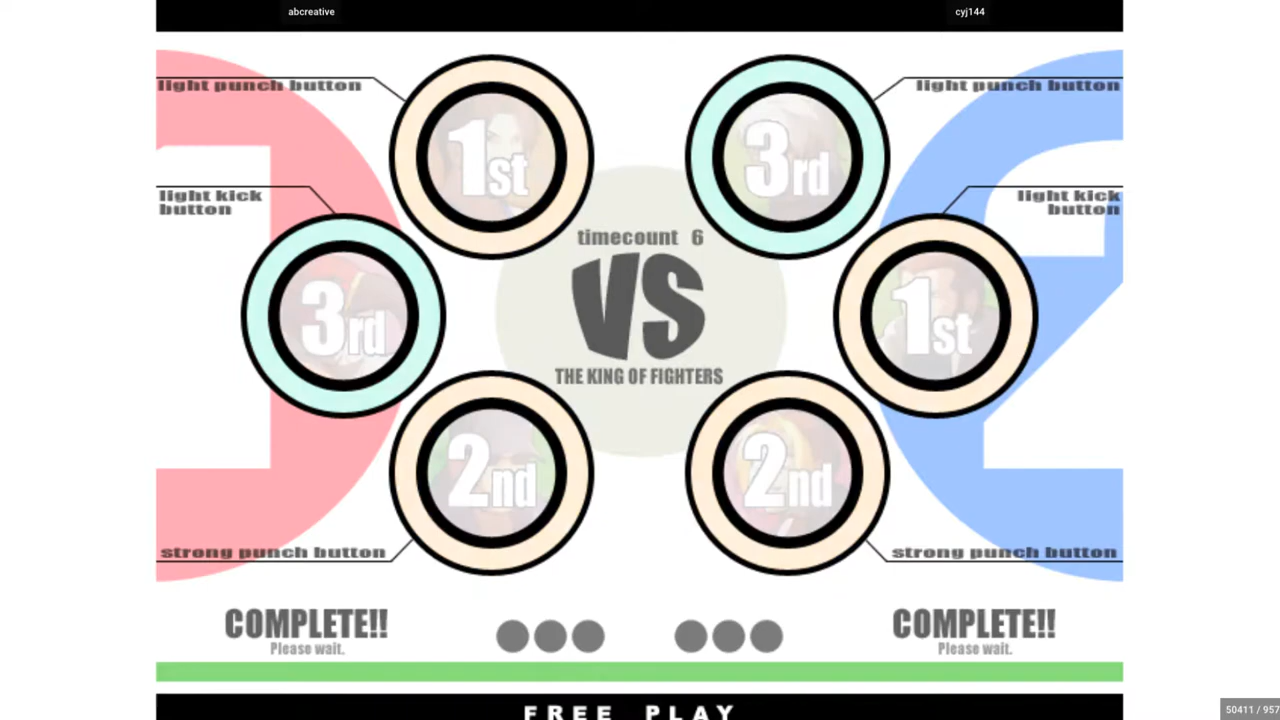 abcreative
cyj144
light punch button
1st
3rd
light punch button
light kick
button
light kick
button
timecount 6
3rd
VS
1st
THE KING OF FIGHTERS
2nd
2nd
strong punch button
strong punch button
COMPLETE!!
Please wait.
COMPLETE!!
Please wait.
FREE PLAY
50411 / 957